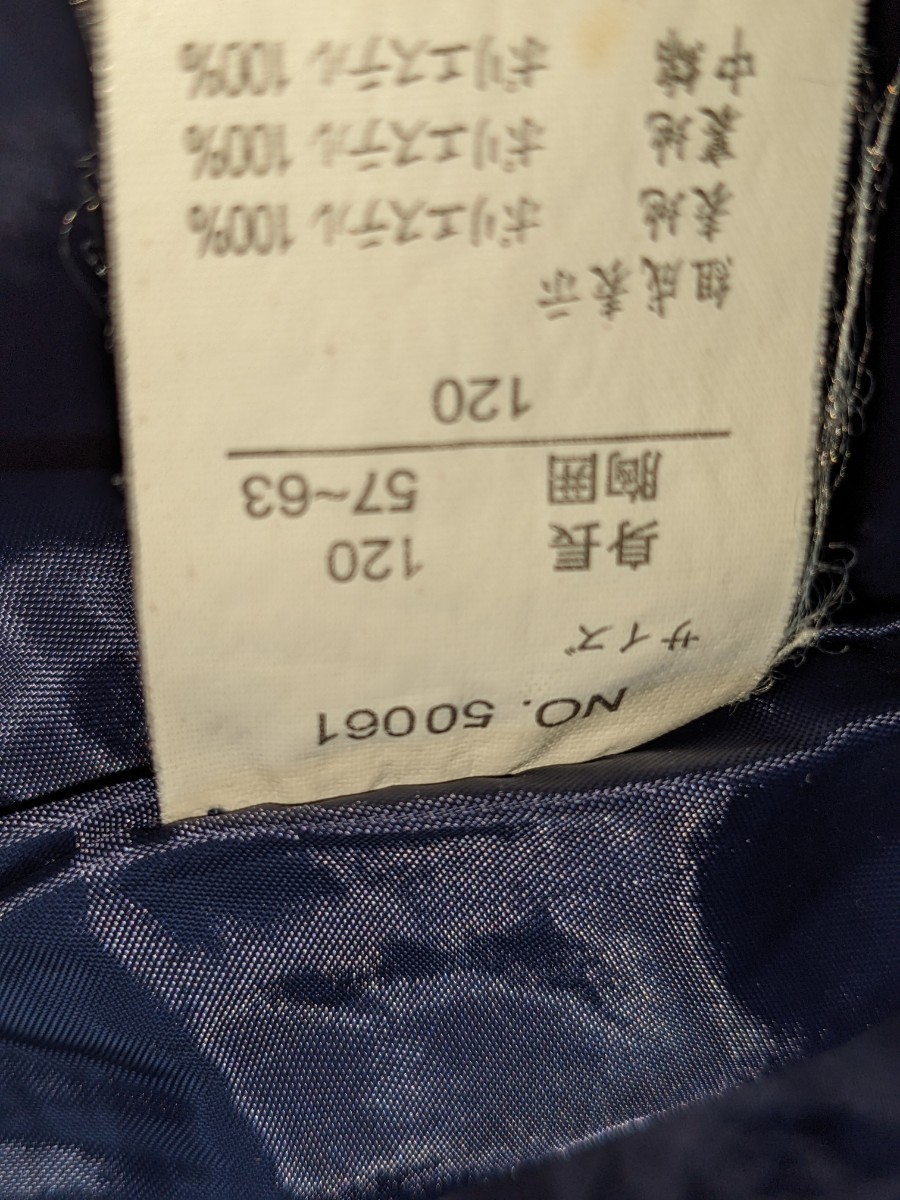 NO. 50061
サイズ
身長 120
胸囲 57~63
120
組成表示
表地 ポリエステル 100%
裏地 ポリエステル 100%
中綿 ポリエステル 100%